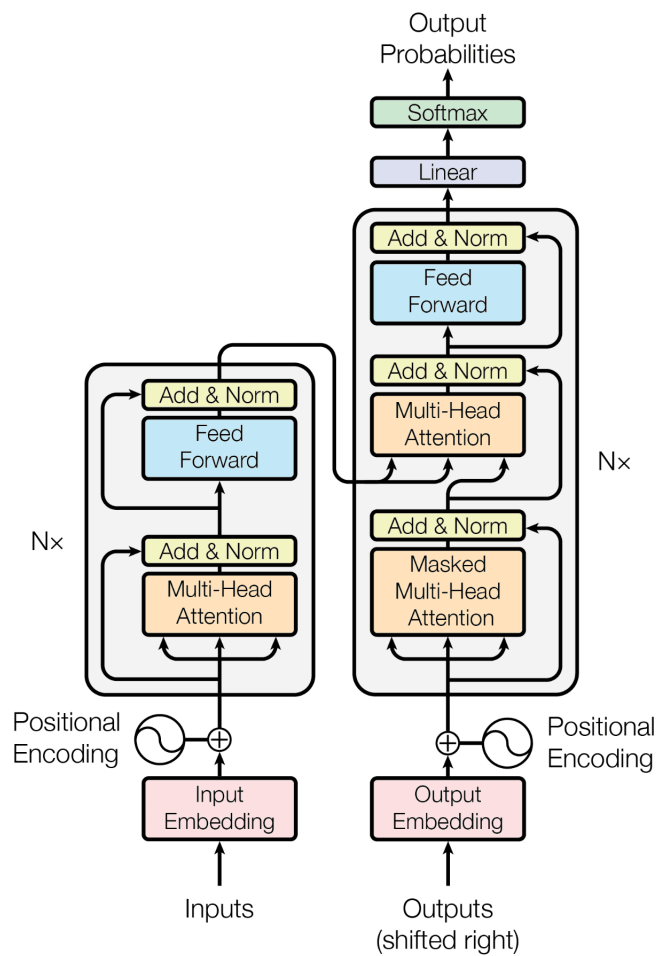 Output
Probabilities
Softmax
Linear
Add & Norm
Feed
Forward
Add & Norm
Multi-Head
Attention
Add & Norm
Masked
Multi-Head
Attention
N×
Add & Norm
Feed
Forward
Add & Norm
Multi-Head
Attention
N×
Positional
Encoding
Positional
Encoding
Input
Embedding
Output
Embedding
Inputs
Outputs
(shifted right)